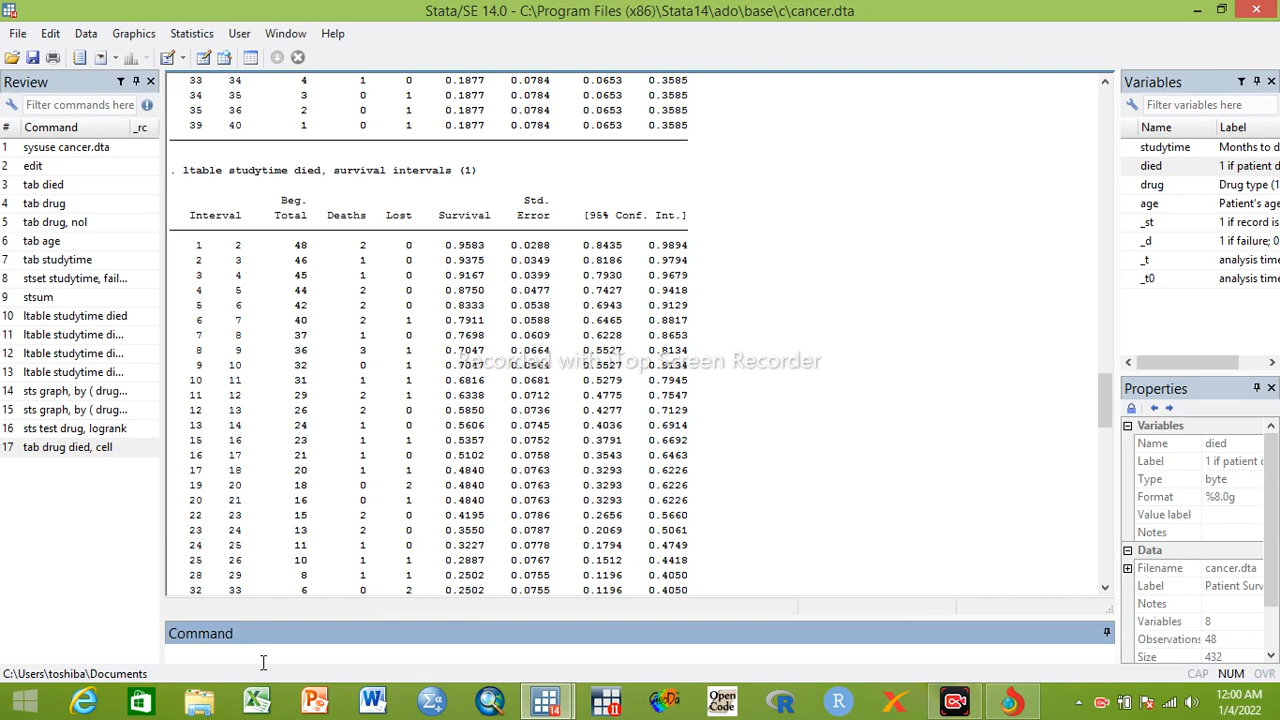 Stata/SE 14.0 - C:\Program Files (x86)\Stata14\ado\base\c\cancer.dta
File Edit Data Graphics Statistics User Window Help
Review
Filter commands here
# Command _rc
1 sysuse cancer.dta
2 edit
3 tab died
4 tab drug
5 tab drug, nol
6 tab age
7 tab studytime
8 stset studytime, fail...
9 stsum
10 ltable studytime died
11 ltable studytime di...
12 ltable studytime di...
13 ltable studytime di...
14 sts graph, by ( drug...
15 sts graph, by ( drug...
16 sts test drug, logrank
17 tab drug died, cell
33 34 4 1 0 0.1877 0.0784 0.0653 0.3585
34 35 3 0 1 0.1877 0.0784 0.0653 0.3585
35 36 2 0 1 0.1877 0.0784 0.0653 0.3585
39 40 1 0 1 0.1877 0.0784 0.0653 0.3585
. ltable studytime died, survival intervals (1)
Beg. Std.
Interval Total Deaths Lost Survival Error [95% Conf. Int.]
1 2 48 2 0 0.9583 0.0288 0.8435 0.9894
2 3 46 1 0 0.9375 0.0349 0.8186 0.9794
3 4 45 1 0 0.9167 0.0399 0.7930 0.9679
4 5 44 2 0 0.8750 0.0477 0.7427 0.9418
5 6 42 2 0 0.8333 0.0538 0.6943 0.9129
6 7 40 2 1 0.7911 0.0588 0.6465 0.8817
7 8 37 1 0 0.7698 0.0609 0.6228 0.8653
8 9 36 3 1 0.7047 0.0664 0.5527 0.8134
Recorded with iTop Screen Recorder
9 10 32 0 1 0.7047 0.0664 0.5527 0.8134
10 11 31 1 1 0.6816 0.0681 0.5279 0.7945
11 12 29 2 1 0.6338 0.0712 0.4775 0.7547
12 13 26 2 0 0.5850 0.0736 0.4277 0.7129
13 14 24 1 0 0.5606 0.0745 0.4036 0.6914
15 16 23 1 1 0.5357 0.0752 0.3791 0.6692
16 17 21 1 0 0.5102 0.0758 0.3543 0.6463
17 18 20 1 1 0.4840 0.0763 0.3293 0.6226
19 20 18 0 2 0.4840 0.0763 0.3293 0.6226
20 21 16 0 1 0.4840 0.0763 0.3293 0.6226
22 23 15 2 0 0.4195 0.0786 0.2656 0.5660
23 24 13 2 0 0.3550 0.0787 0.2069 0.5061
24 25 11 1 0 0.3227 0.0778 0.1794 0.4749
25 26 10 1 1 0.2887 0.0767 0.1512 0.4418
28 29 8 1 1 0.2502 0.0755 0.1196 0.4050
32 33 6 0 2 0.2502 0.0755 0.1196 0.4050
Command
Variables
Filter variables here
Name Label
studytime Months to d
died 1 if patient d
drug Drug type (1
age Patient's age
_st 1 if record is
_d 1 if failure; 0
_t analysis time
_t0 analysis time
Properties
Variables
Name died
Label 1 if patient d
Type byte
Format %8.0g
Value label
Notes
Data
Filename cancer.dta
Label Patient Surv
Notes
Variables 8
Observations 48
Size 432
C:\Users\toshiba\Documents
CAP NUM OVR
14
11
GeoDa
Open
Code
R
R
12:00 AM
1/4/2022